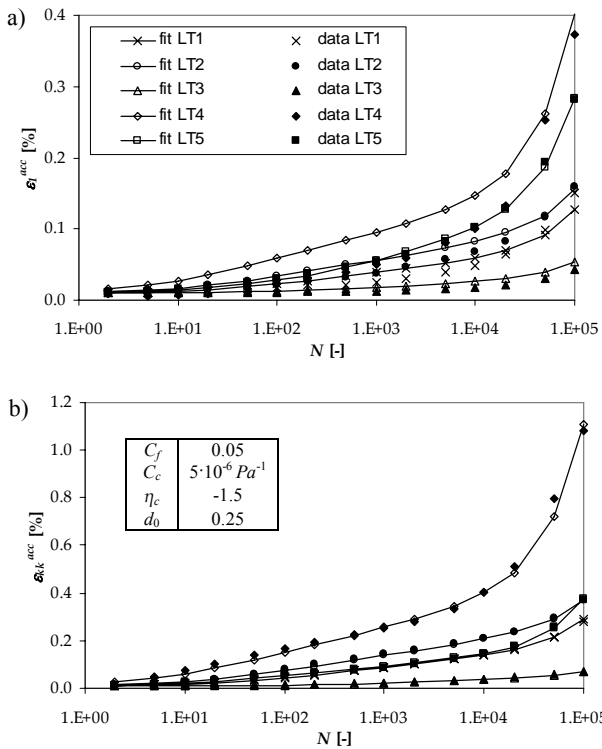 a)
0.4
fit LT1 data LT1
fit LT2 data LT2
fit LT3 data LT3
fit LT4 data LT4
fit LT5 data LT5
0.3
ε_l^acc [%]
0.2
0.1
0.0
1.E+00 1.E+01 1.E+02 1.E+03 1.E+04 1.E+05
N [-]
b)
1.2
C_f 0.05
C_c 5·10^-6 Pa^-1
η_c -1.5
d_0 0.25
1.0
ε_kk^acc [%]
0.8
0.6
0.4
0.2
0.0
1.E+00 1.E+01 1.E+02 1.E+03 1.E+04 1.E+05
N [-]